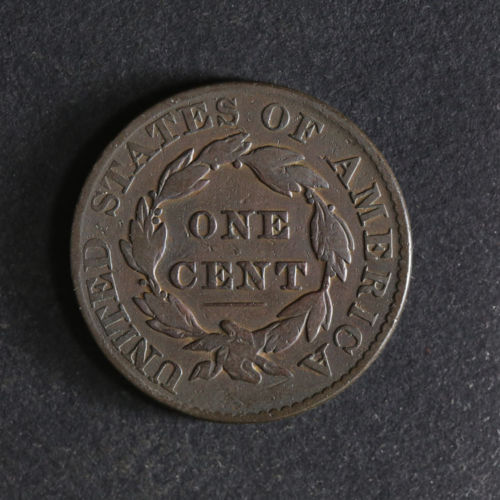 UNITED STATES OF AMERICA
ONE
CENT